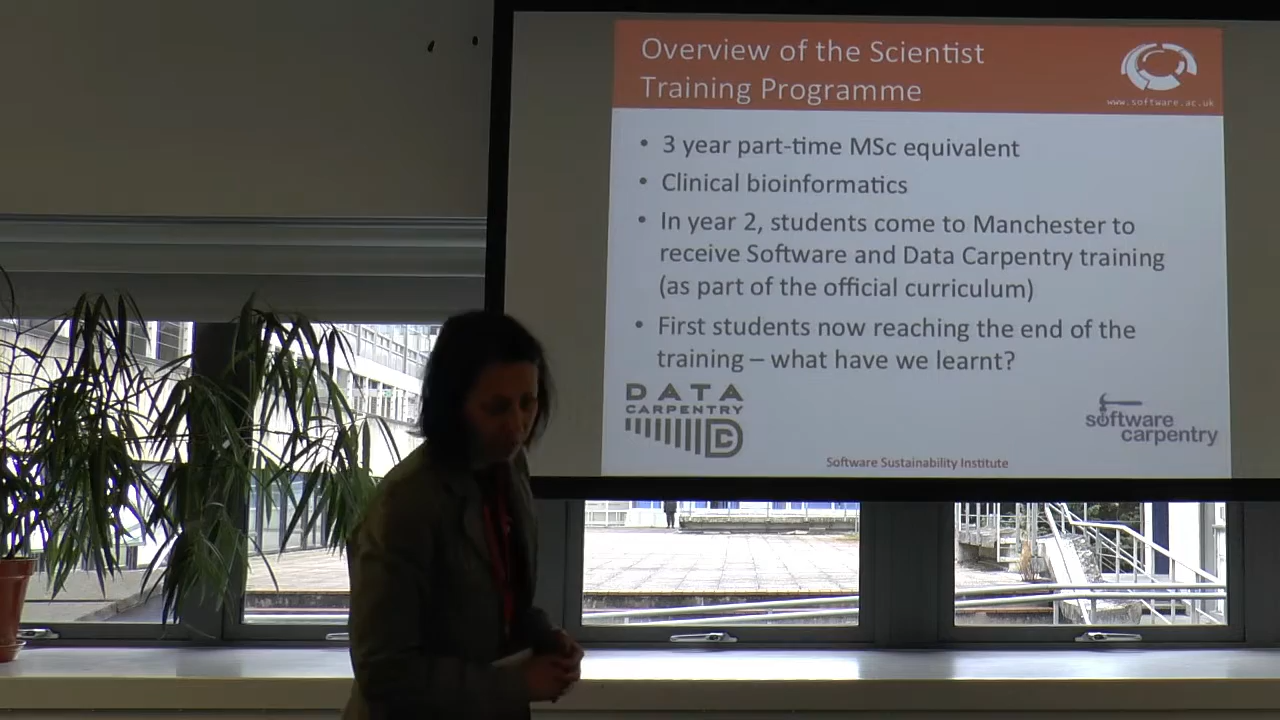 Overview of the Scientist
Training Programme
www.software.ac.uk
• 3 year part-time MSc equivalent
• Clinical bioinformatics
• In year 2, students come to Manchester to
receive Software and Data Carpentry training
(as part of the official curriculum)
• First students now reaching the end of the
training – what have we learnt?
DATA
CARPENTRY
DC
software
carpentry
Software Sustainability Institute